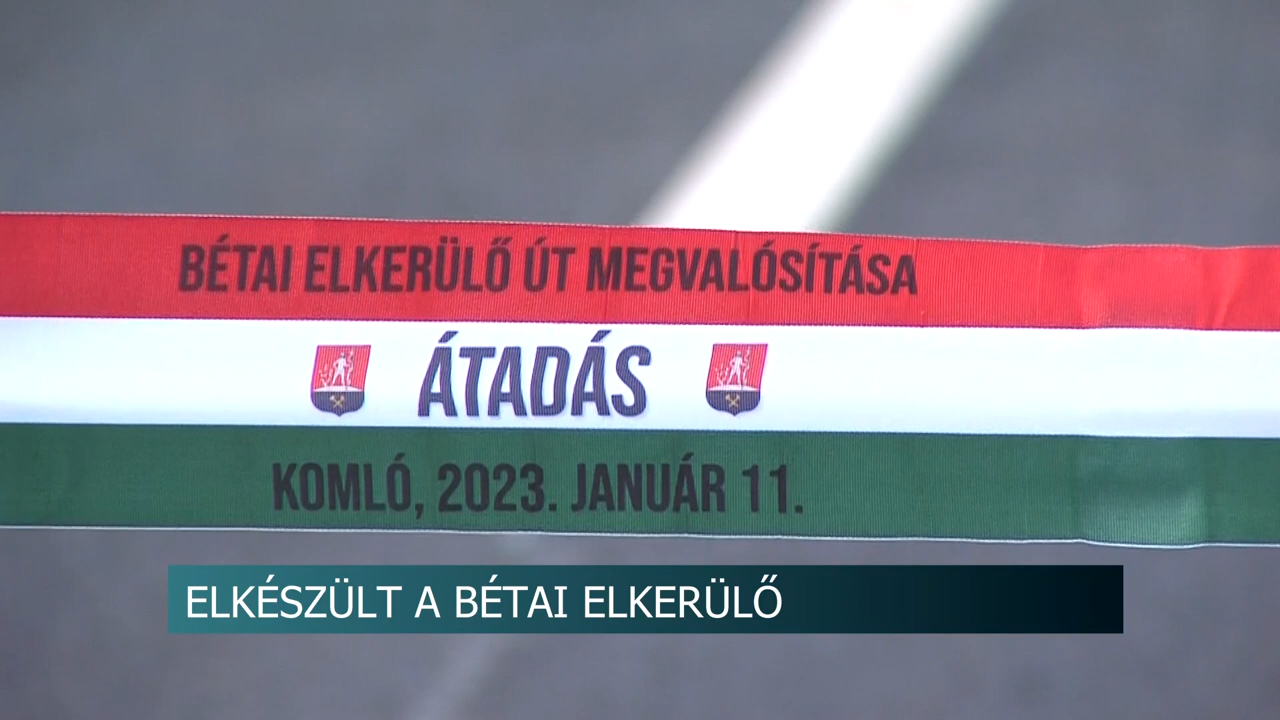 BÉTAI ELKERÜLŐ ÚT MEGVALÓSÍTÁSA
ÁTADÁS
KOMLÓ, 2023. JANUÁR 11.
ELKÉSZÜLT A BÉTAI ELKERÜLŐ